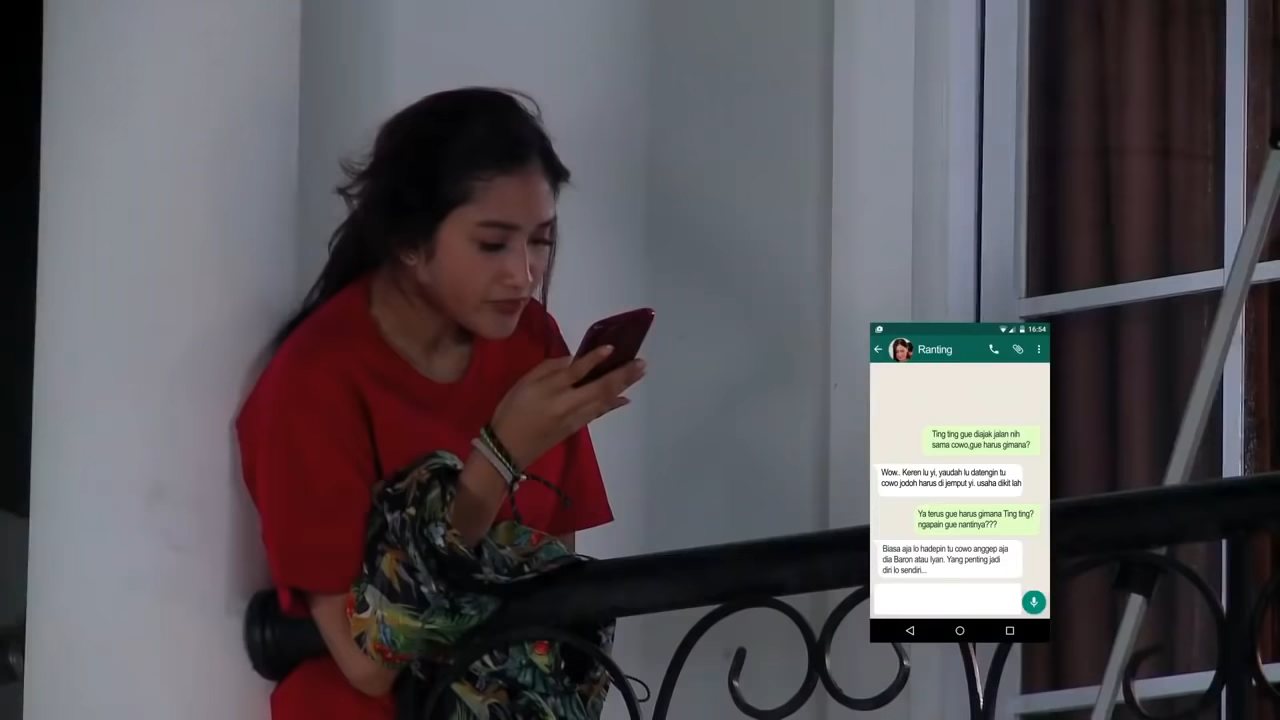 16:54
Ranting
Ting ting gue diajak jalan nih
sama cowo,gue harus gimana?
Wow.. Keren lu yi, yaudah lu datengin tu
cowo jodoh harus di jemput yi. usaha dikit lah
Ya terus gue harus gimana Ting ting?
ngapain gue nantinya???
Biasa aja lo hadepin tu cowo anggep aja
dia Baron atau Iyan. Yang penting jadi
diri lo sendiri...